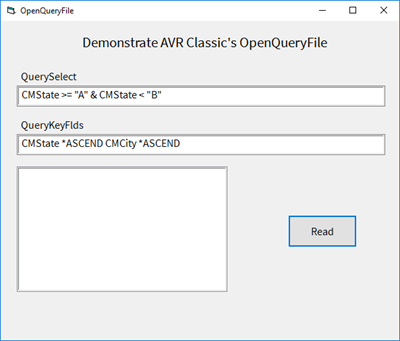 OpenQueryFile
Demonstrate AVR Classic's OpenQueryFile
QuerySelect
CMState >= "A" & CMState < "B"
QueryKeyFlds
CMState *ASCEND CMCity *ASCEND
Read